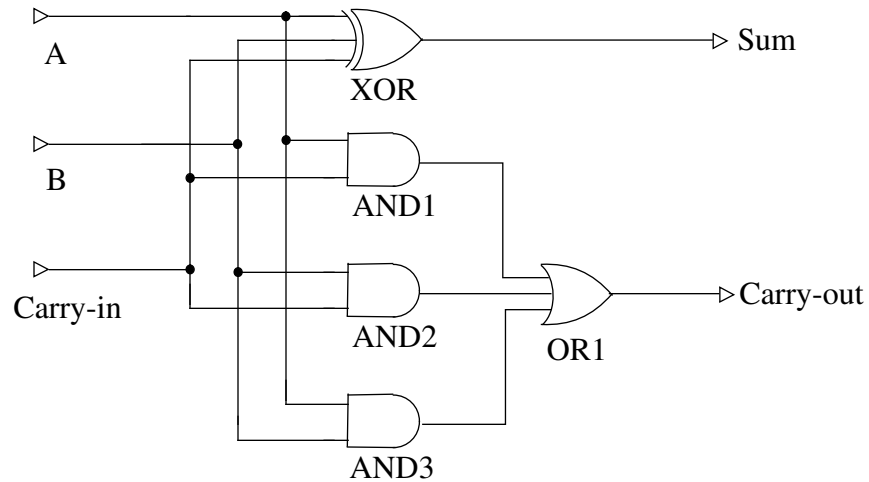 A
Sum
XOR
B
AND1
Carry-in
AND2
Carry-out
OR1
AND3